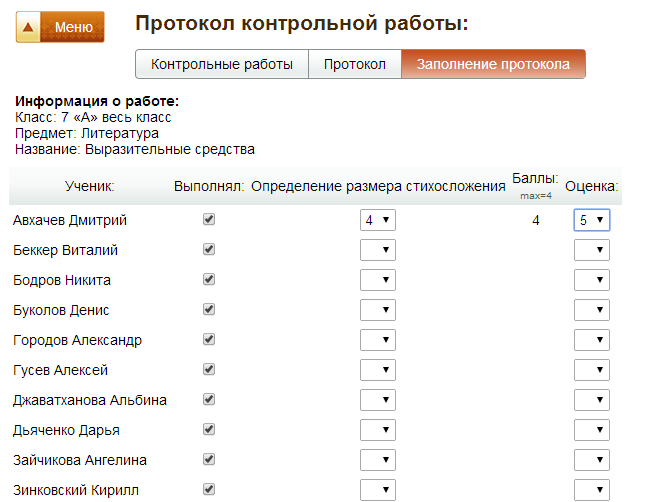 Меню
Протокол контрольной работы:
Контрольные работы Протокол Заполнение протокола
Информация о работе:
Класс: 7 «А» весь класс
Предмет: Литература
Название: Выразительные средства
Ученик: Выполнял: Определение размера стихосложения Баллы: Оценка:
max=4
Авхачев Дмитрий 4 4 5
Беккер Виталий
Бодров Никита
Буколов Денис
Городов Александр
Гусев Алексей
Джаватханова Альбина
Дьяченко Дарья
Зайчикова Ангелина
Зинковский Кирилл